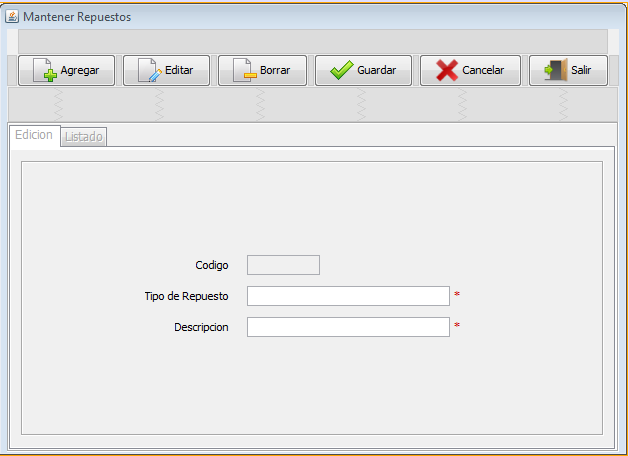 Mantener Repuestos
Agregar Editar Borrar Guardar Cancelar Salir
Edicion Listado
Codigo
Tipo de Repuesto *
Descripcion *